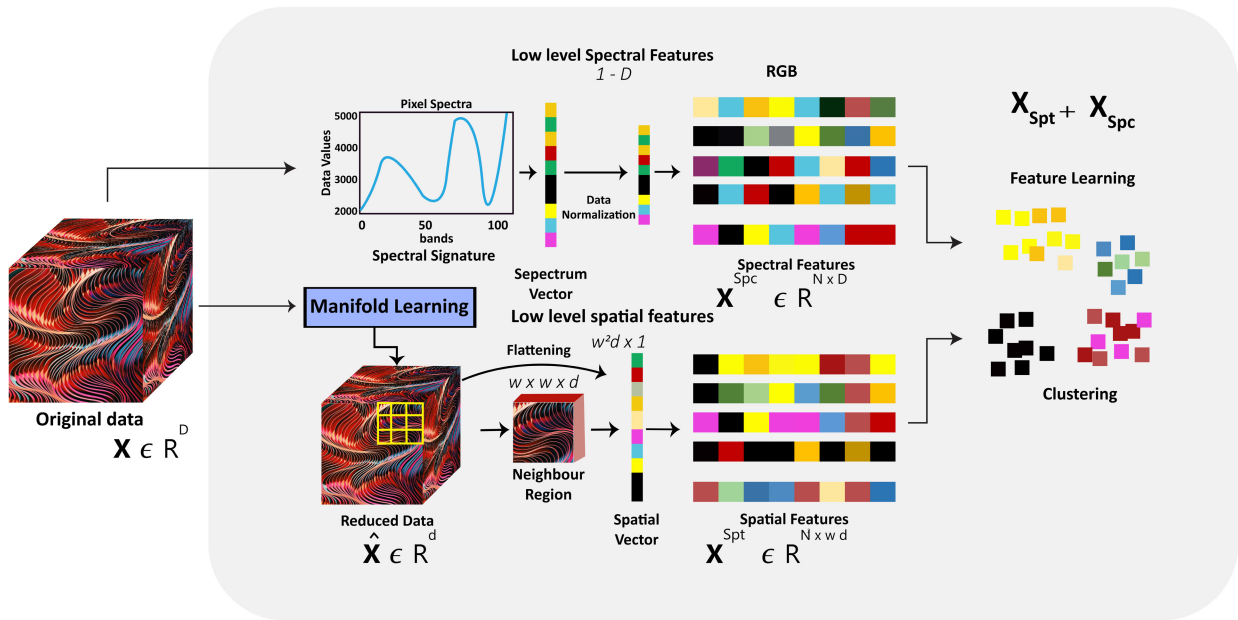 Low level Spectral Features
1 - D
RGB
Pixel Spectra
Data Values
5000
4000
3000
2000
0
50
100
bands
Spectral Signature
Data
Normalization
Sepectrum
Vector
Spectral Features
X^Spc ϵ R^N x D
X_Spt + X_Spc
Feature Learning
Clustering
Original data
X ϵ R^D
Manifold Learning
Low level spatial features
w²d x 1
Flattening
w x w x d
Neighbour
Region
Reduced Data
X̂ ϵ R^d
Spatial
Vector
Spatial Features
X^Spt ϵ R^N x w d